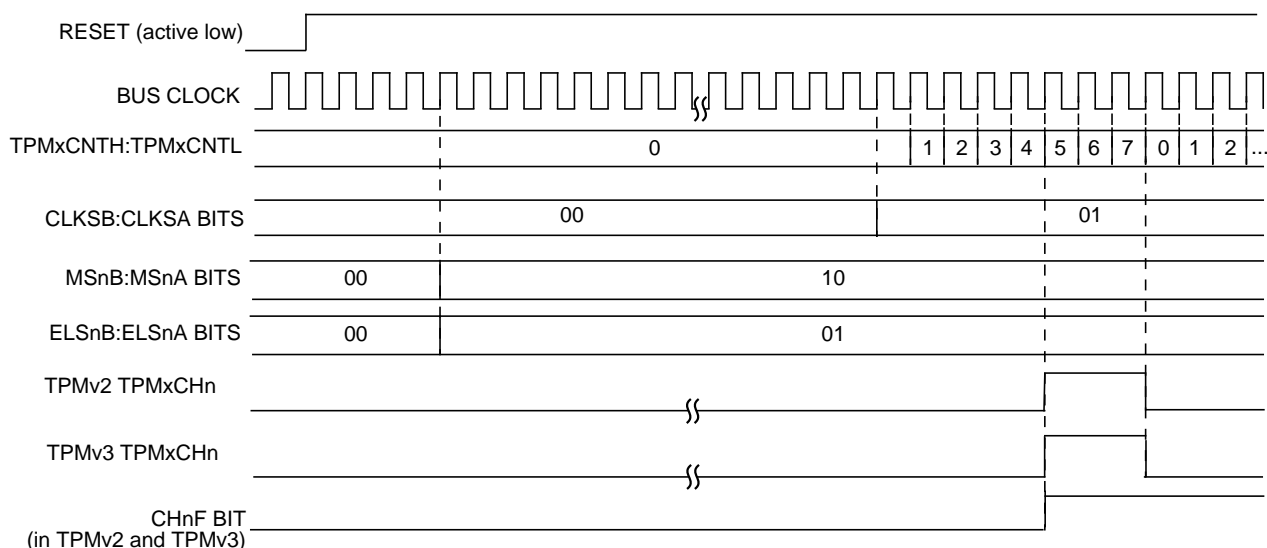 RESET (active low)
BUS CLOCK
TPMxCNTH:TPMxCNTL 0 1 2 3 4 5 6 7 0 1 2 ...
CLKSB:CLKSA BITS 00 01
MSnB:MSnA BITS 00 10
ELSnB:ELSnA BITS 00 01
TPMv2 TPMxCHn
TPMv3 TPMxCHn
CHnF BIT
(in TPMv2 and TPMv3)